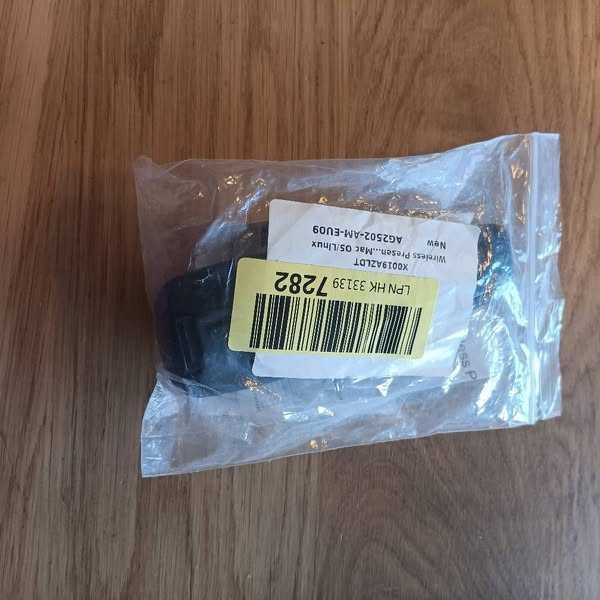 X0019AZLDT
Wireless Presen...Mac OS/Linux
New
AG2502-AM-EU09
LPN HK 33139
7282